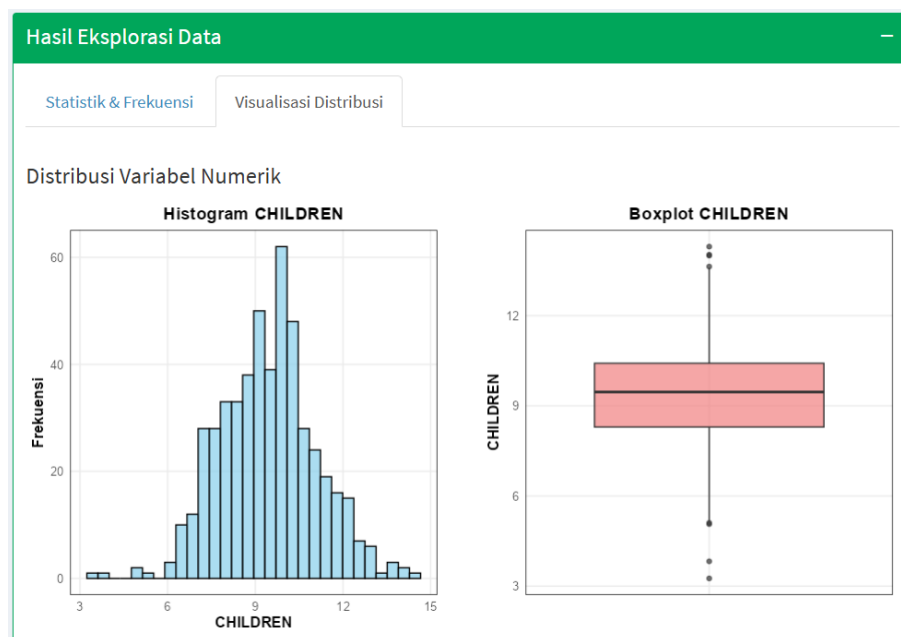 Hasil Eksplorasi Data
Statistik & Frekuensi
Visualisasi Distribusi
Distribusi Variabel Numerik
Histogram CHILDREN
Frekuensi
60
40
20
0
3 6 9 12 15
CHILDREN
Boxplot CHILDREN
CHILDREN
12
9
6
3